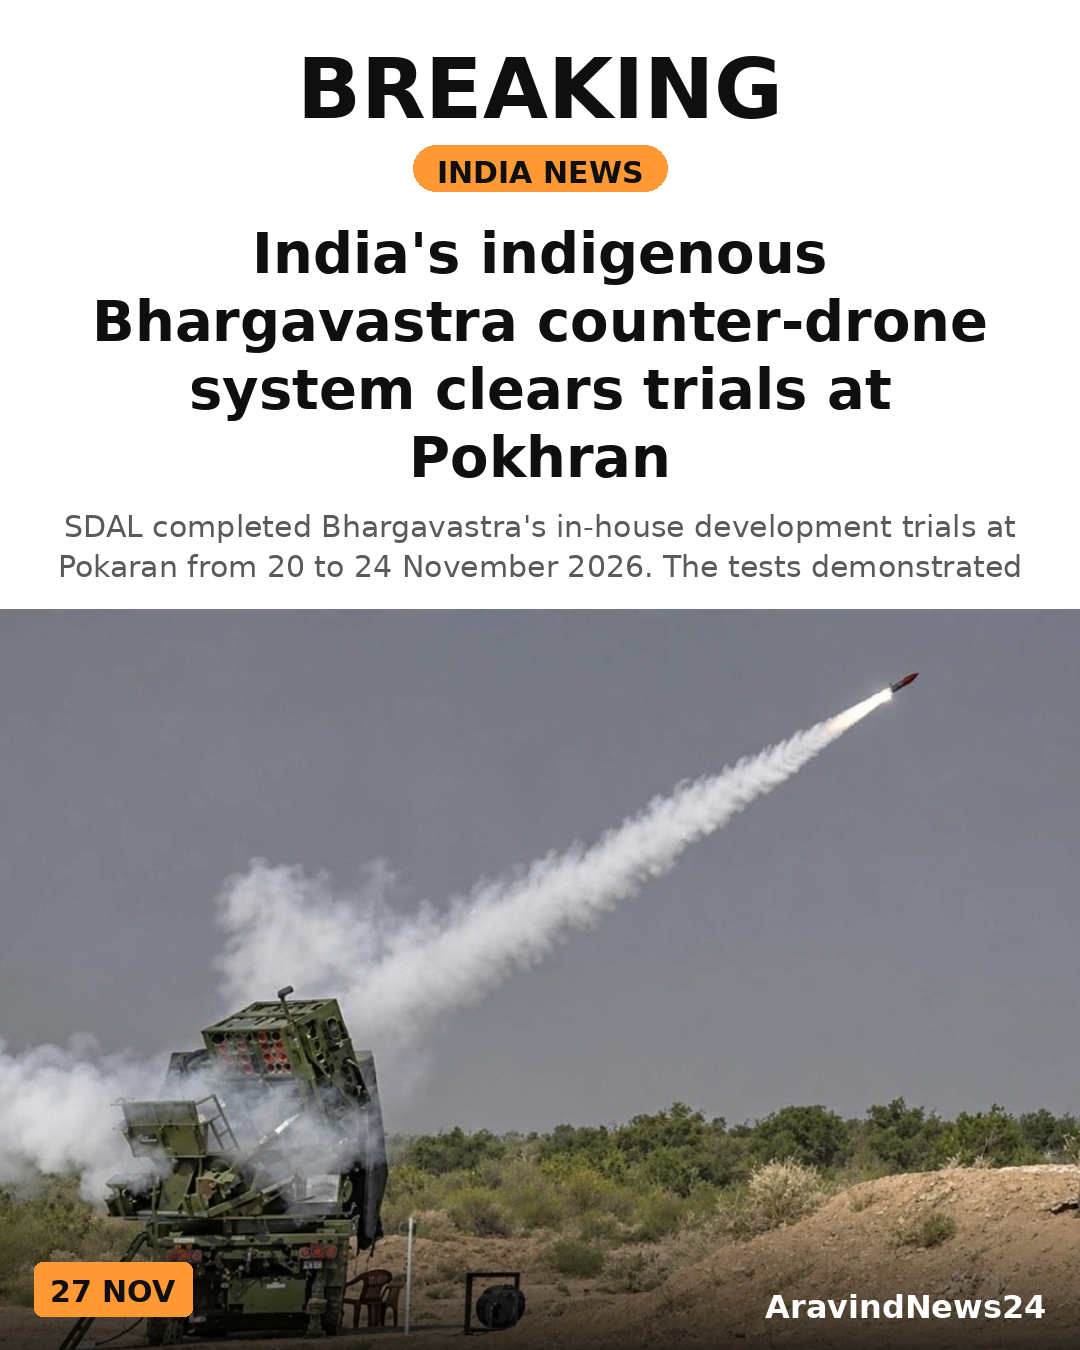 BREAKING
INDIA NEWS
India's indigenous
Bhargavastra counter-drone
system clears trials at
Pokhran
SDAL completed Bhargavastra's in-house development trials at
Pokaran from 20 to 24 November 2026. The tests demonstrated
27 NOV
AravindNews24